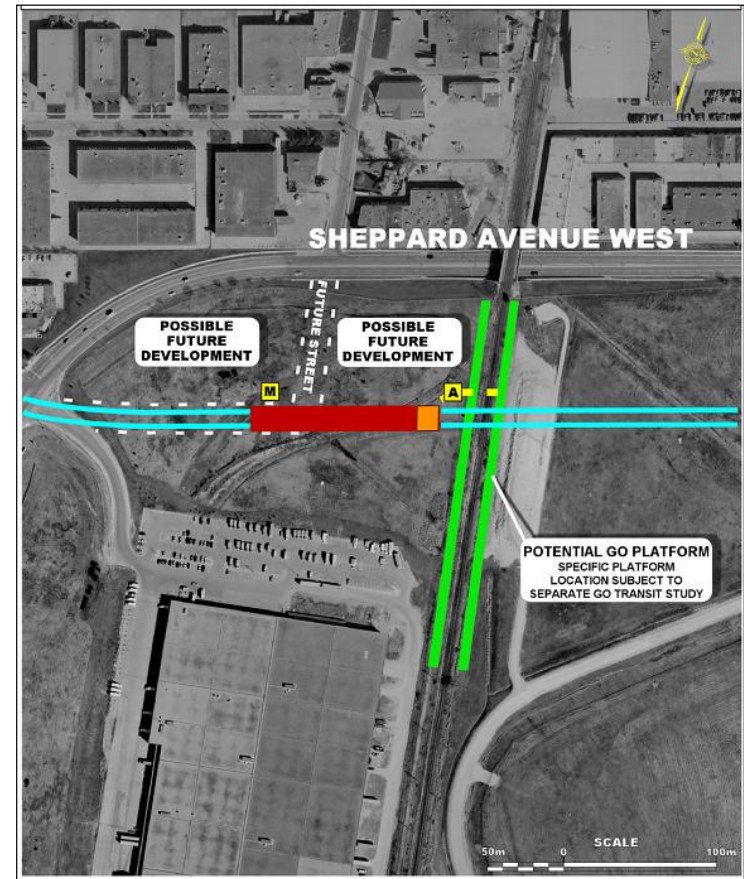 SHEPPARD AVENUE WEST
POSSIBLE
FUTURE
DEVELOPMENT
FUTURE STREET
POSSIBLE
FUTURE
DEVELOPMENT
M
A
POTENTIAL GO PLATFORM
SPECIFIC PLATFORM
LOCATION SUBJECT TO
SEPARATE GO TRANSIT STUDY
SCALE
50m 0 100m